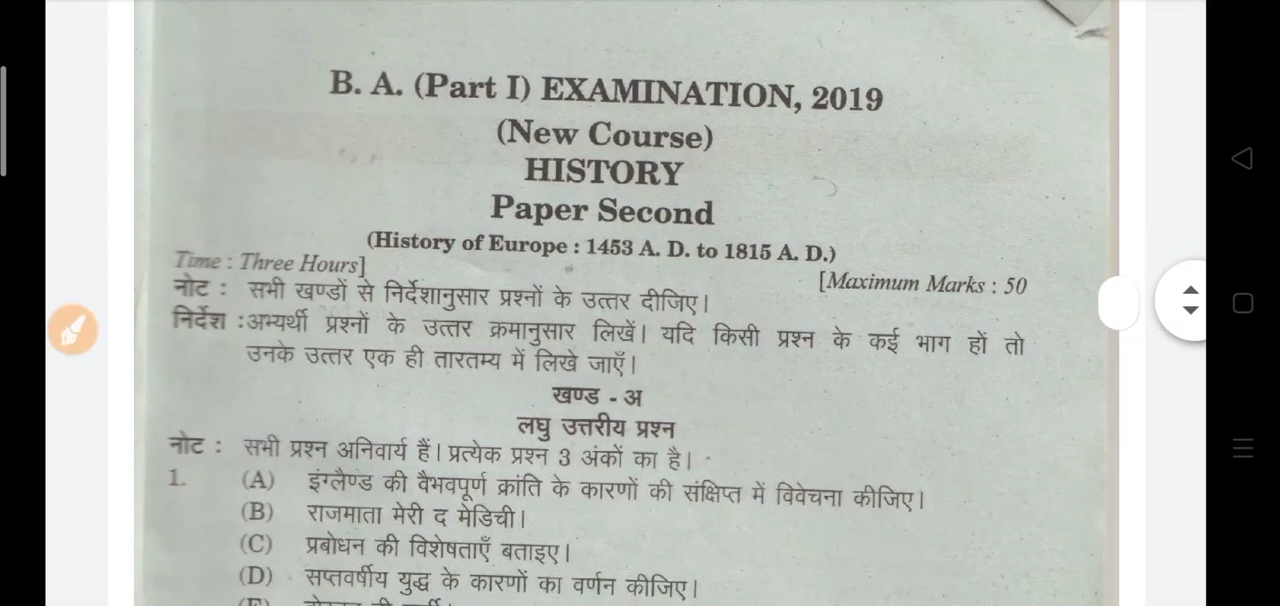 B. A. (Part I) EXAMINATION, 2019
(New Course)
HISTORY
Paper Second
(History of Europe : 1453 A. D. to 1815 A. D.)
Time : Three Hours]
[Maximum Marks : 50
नोट : सभी खण्डों से निर्देशानुसार प्रश्नों के उत्तर दीजिए।
निर्देश :अभ्यर्थी प्रश्नों के उत्तर क्रमानुसार लिखें। यदि किसी प्रश्न के कई भाग हों तो
उनके उत्तर एक ही तारतम्य में लिखे जाएँ।
खण्ड - अ
लघु उत्तरीय प्रश्न
नोट : सभी प्रश्न अनिवार्य हैं। प्रत्येक प्रश्न 3 अंकों का है।
1. (A) इंग्लैण्ड की वैभवपूर्ण क्रांति के कारणों की संक्षिप्त में विवेचना कीजिए।
(B) राजमाता मेरी द मेडिची।
(C) प्रबोधन की विशेषताएँ बताइए।
(D) सप्तवर्षीय युद्ध के कारणों का वर्णन कीजिए।